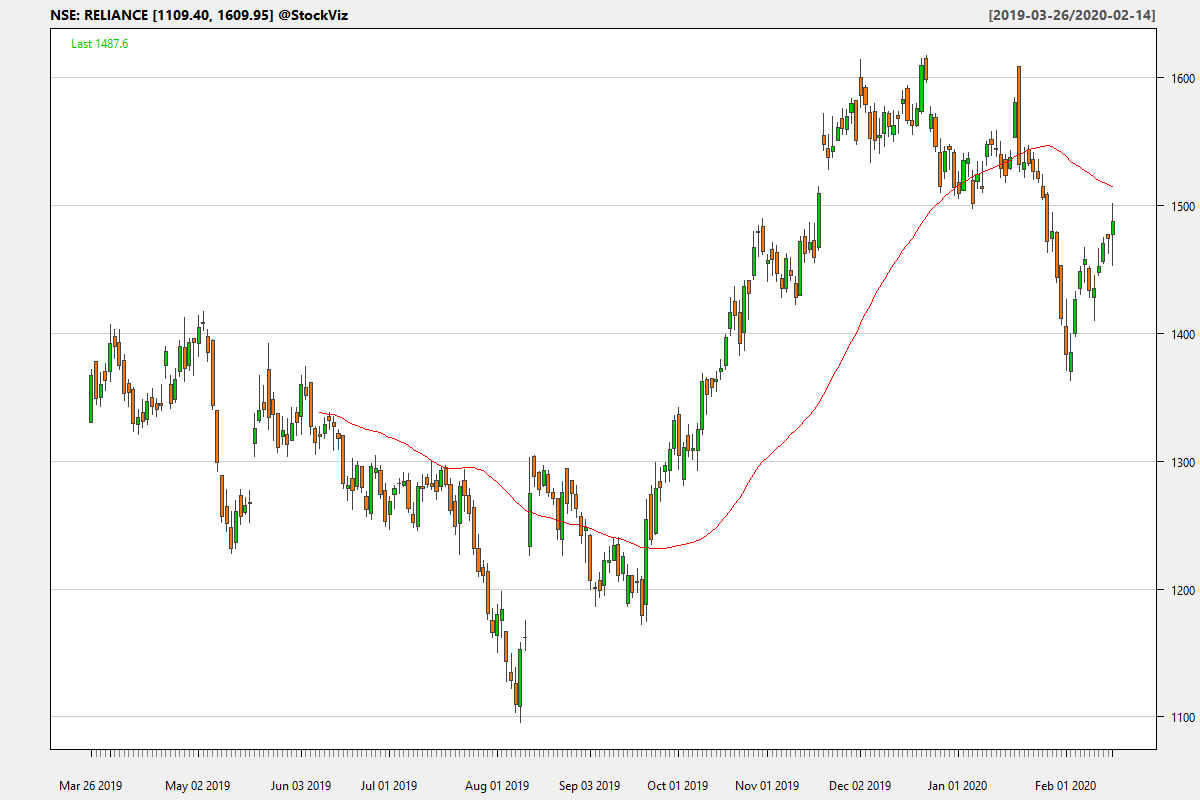 NSE: RELIANCE [1109.40, 1609.95] @StockViz
[2019-03-26/2020-02-14]
Last 1487.6
1600
1500
1400
1300
1200
1100
Mar 26 2019 May 02 2019 Jun 03 2019 Jul 01 2019 Aug 01 2019 Sep 03 2019 Oct 01 2019 Nov 01 2019 Dec 02 2019 Jan 01 2020 Feb 01 2020